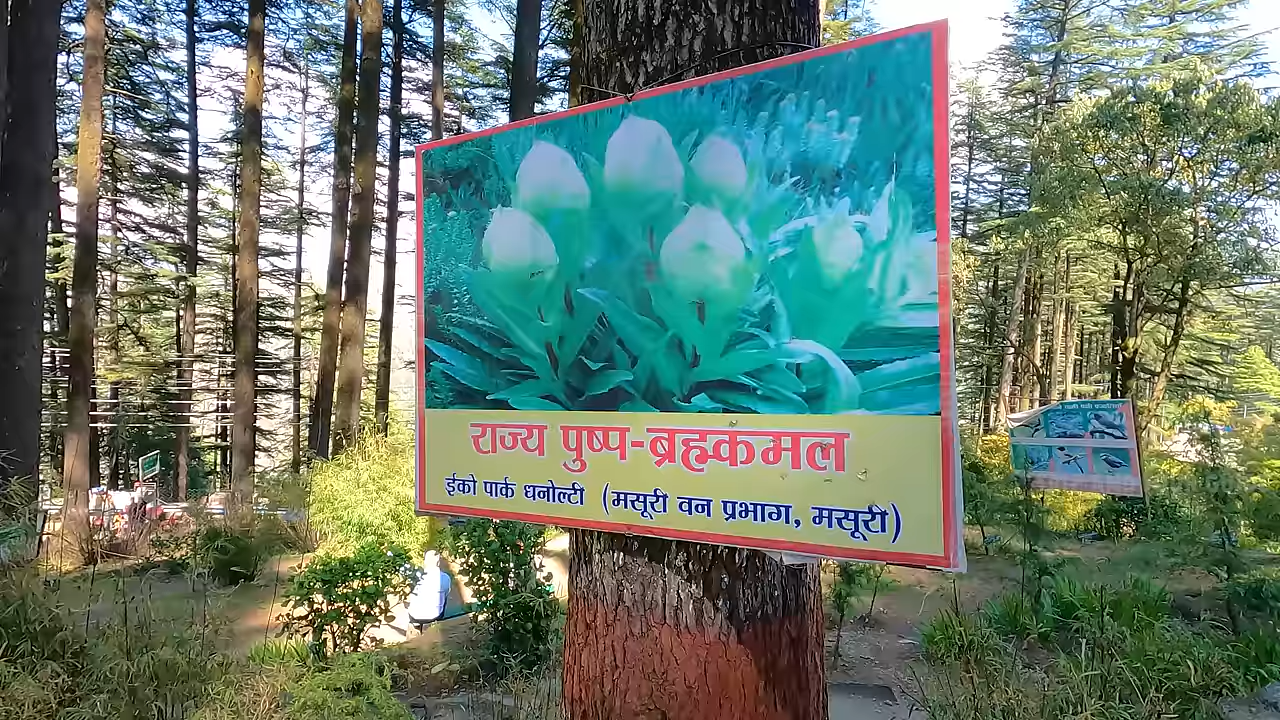 राज्य पुष्प-ब्रह्मकमल
ईको पार्क धनोल्टी (मसूरी वन प्रभाग, मसूरी)